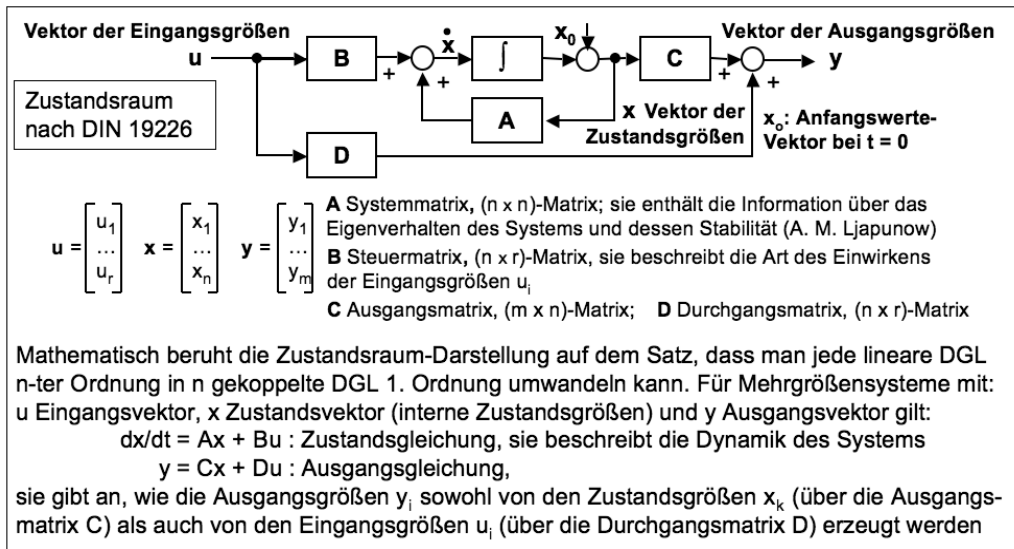 Vektor der Eingangsgrößen
u
B
+
+
ẋ
∫
x₀
C
+
+
Vektor der Ausgangsgrößen
y
Zustandsraum
nach DIN 19226
A
D
x Vektor der
Zustandsgrößen
xₒ: Anfangswerte-
Vektor bei t = 0
u = [u₁ ... uᵣ] x = [x₁ ... xₙ] y = [y₁ ... yₘ]
A Systemmatrix, (n x n)-Matrix; sie enthält die Information über das
Eigenverhalten des Systems und dessen Stabilität (A. M. Ljapunow)
B Steuermatrix, (n x r)-Matrix, sie beschreibt die Art des Einwirkens
der Eingangsgrößen uᵢ
C Ausgangsmatrix, (m x n)-Matrix; D Durchgangsmatrix, (n x r)-Matrix
Mathematisch beruht die Zustandsraum-Darstellung auf dem Satz, dass man jede lineare DGL
n-ter Ordnung in n gekoppelte DGL 1. Ordnung umwandeln kann. Für Mehrgrößensysteme mit:
u Eingangsvektor, x Zustandsvektor (interne Zustandsgrößen) und y Ausgangsvektor gilt:
dx/dt = Ax + Bu : Zustandsgleichung, sie beschreibt die Dynamik des Systems
y = Cx + Du : Ausgangsgleichung,
sie gibt an, wie die Ausgangsgrößen yᵢ sowohl von den Zustandsgrößen xₖ (über die Ausgangs-
matrix C) als auch von den Eingangsgrößen uᵢ (über die Durchgangsmatrix D) erzeugt werden